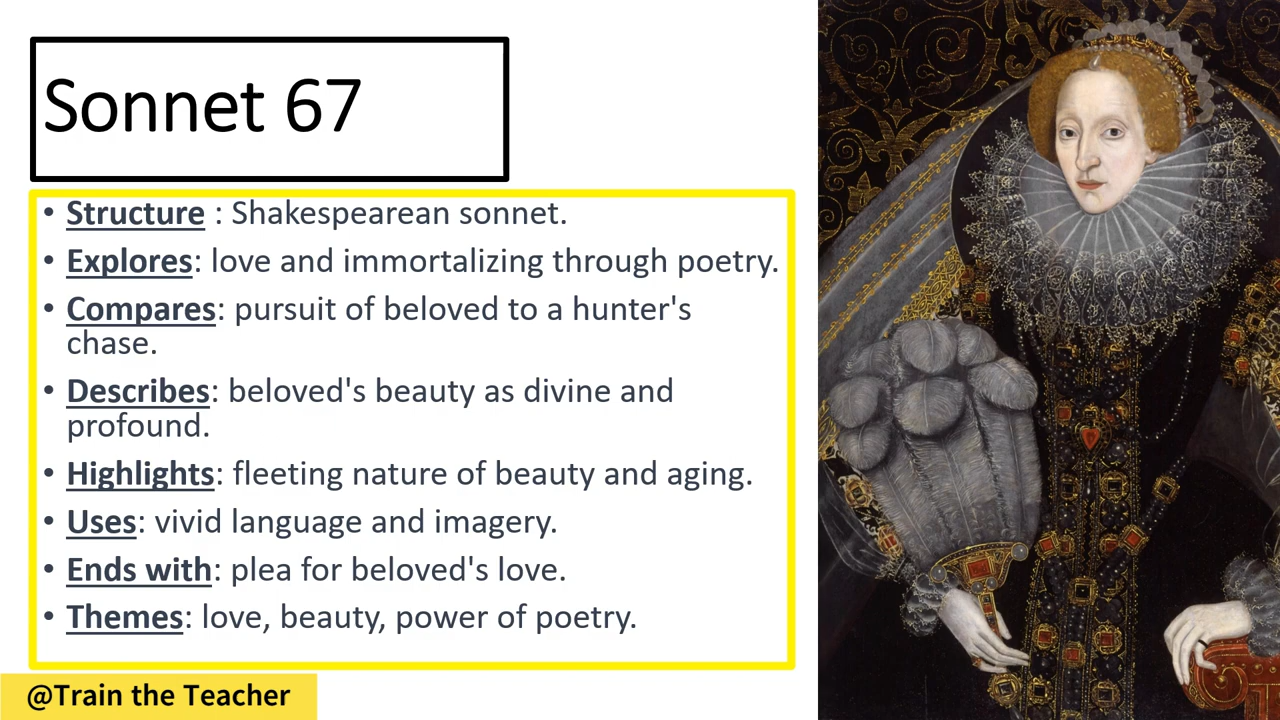 Sonnet 67
• Structure : Shakespearean sonnet.
• Explores: love and immortalizing through poetry.
• Compares: pursuit of beloved to a hunter's
chase.
• Describes: beloved's beauty as divine and
profound.
• Highlights: fleeting nature of beauty and aging.
• Uses: vivid language and imagery.
• Ends with: plea for beloved's love.
• Themes: love, beauty, power of poetry.
@Train the Teacher